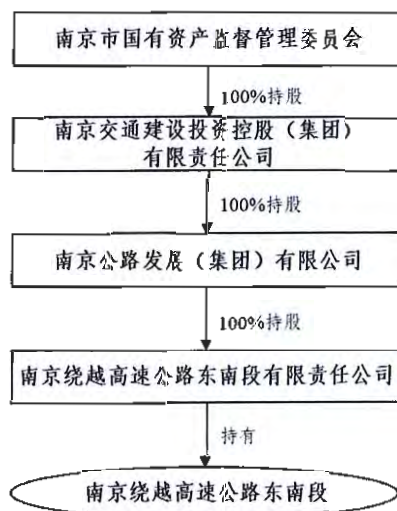 南京市国有资产监督管理委员会
100%持股
南京交通建设投资控股（集团）
有限责任公司
100%持股
南京公路发展（集团）有限公司
100%持股
南京绕越高速公路东南段有限责任公司
持有
南京绕越高速公路东南段